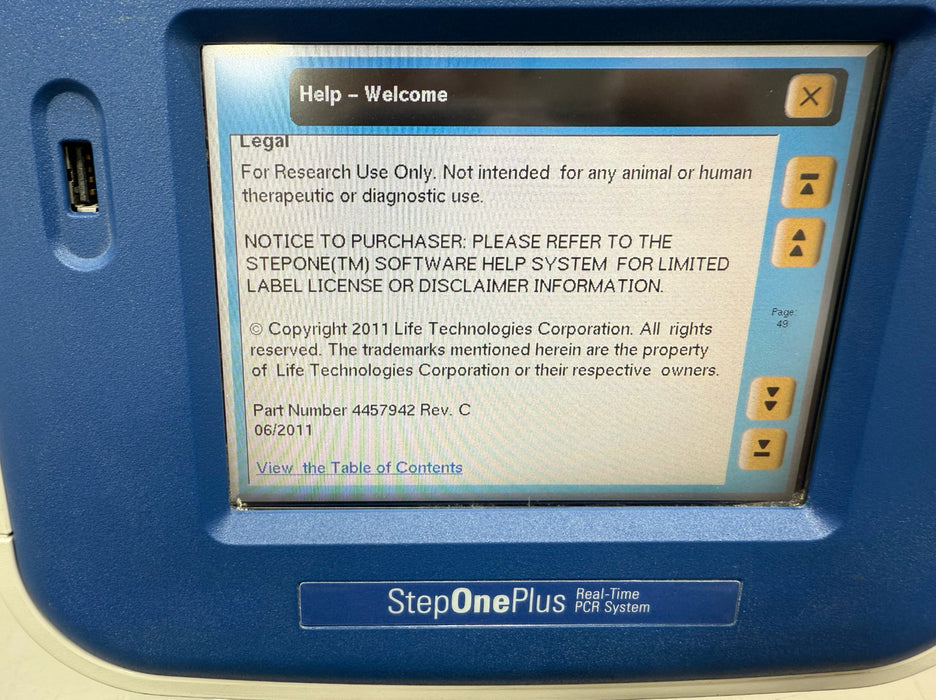 Help – Welcome
Legal
For Research Use Only. Not intended for any animal or human
therapeutic or diagnostic use.
NOTICE TO PURCHASER: PLEASE REFER TO THE
STEPONE(TM) SOFTWARE HELP SYSTEM FOR LIMITED
LABEL LICENSE OR DISCLAIMER INFORMATION.
© Copyright 2011 Life Technologies Corporation. All rights
reserved. The trademarks mentioned herein are the property
of Life Technologies Corporation or their respective owners.
Part Number 4457942 Rev. C
06/2011
View the Table of Contents
Page:
49
StepOnePlus Real-Time
PCR System